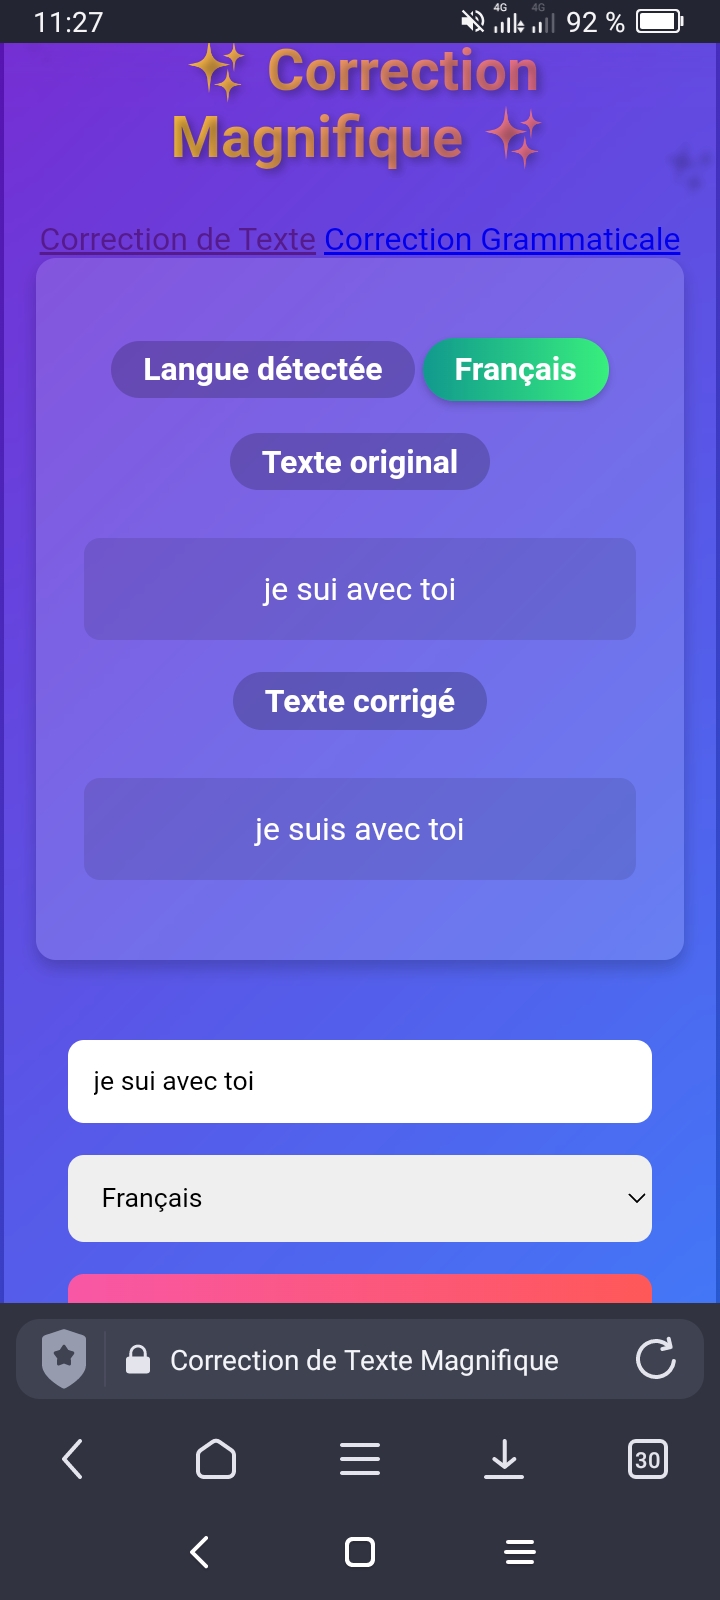 11:27
4G 4G 92 %
✨ Correction
Magnifique ✨
Correction de Texte Correction Grammaticale
Langue détectée Français
Texte original
je sui avec toi
Texte corrigé
je suis avec toi
je sui avec toi
Français
Correction de Texte Magnifique
30